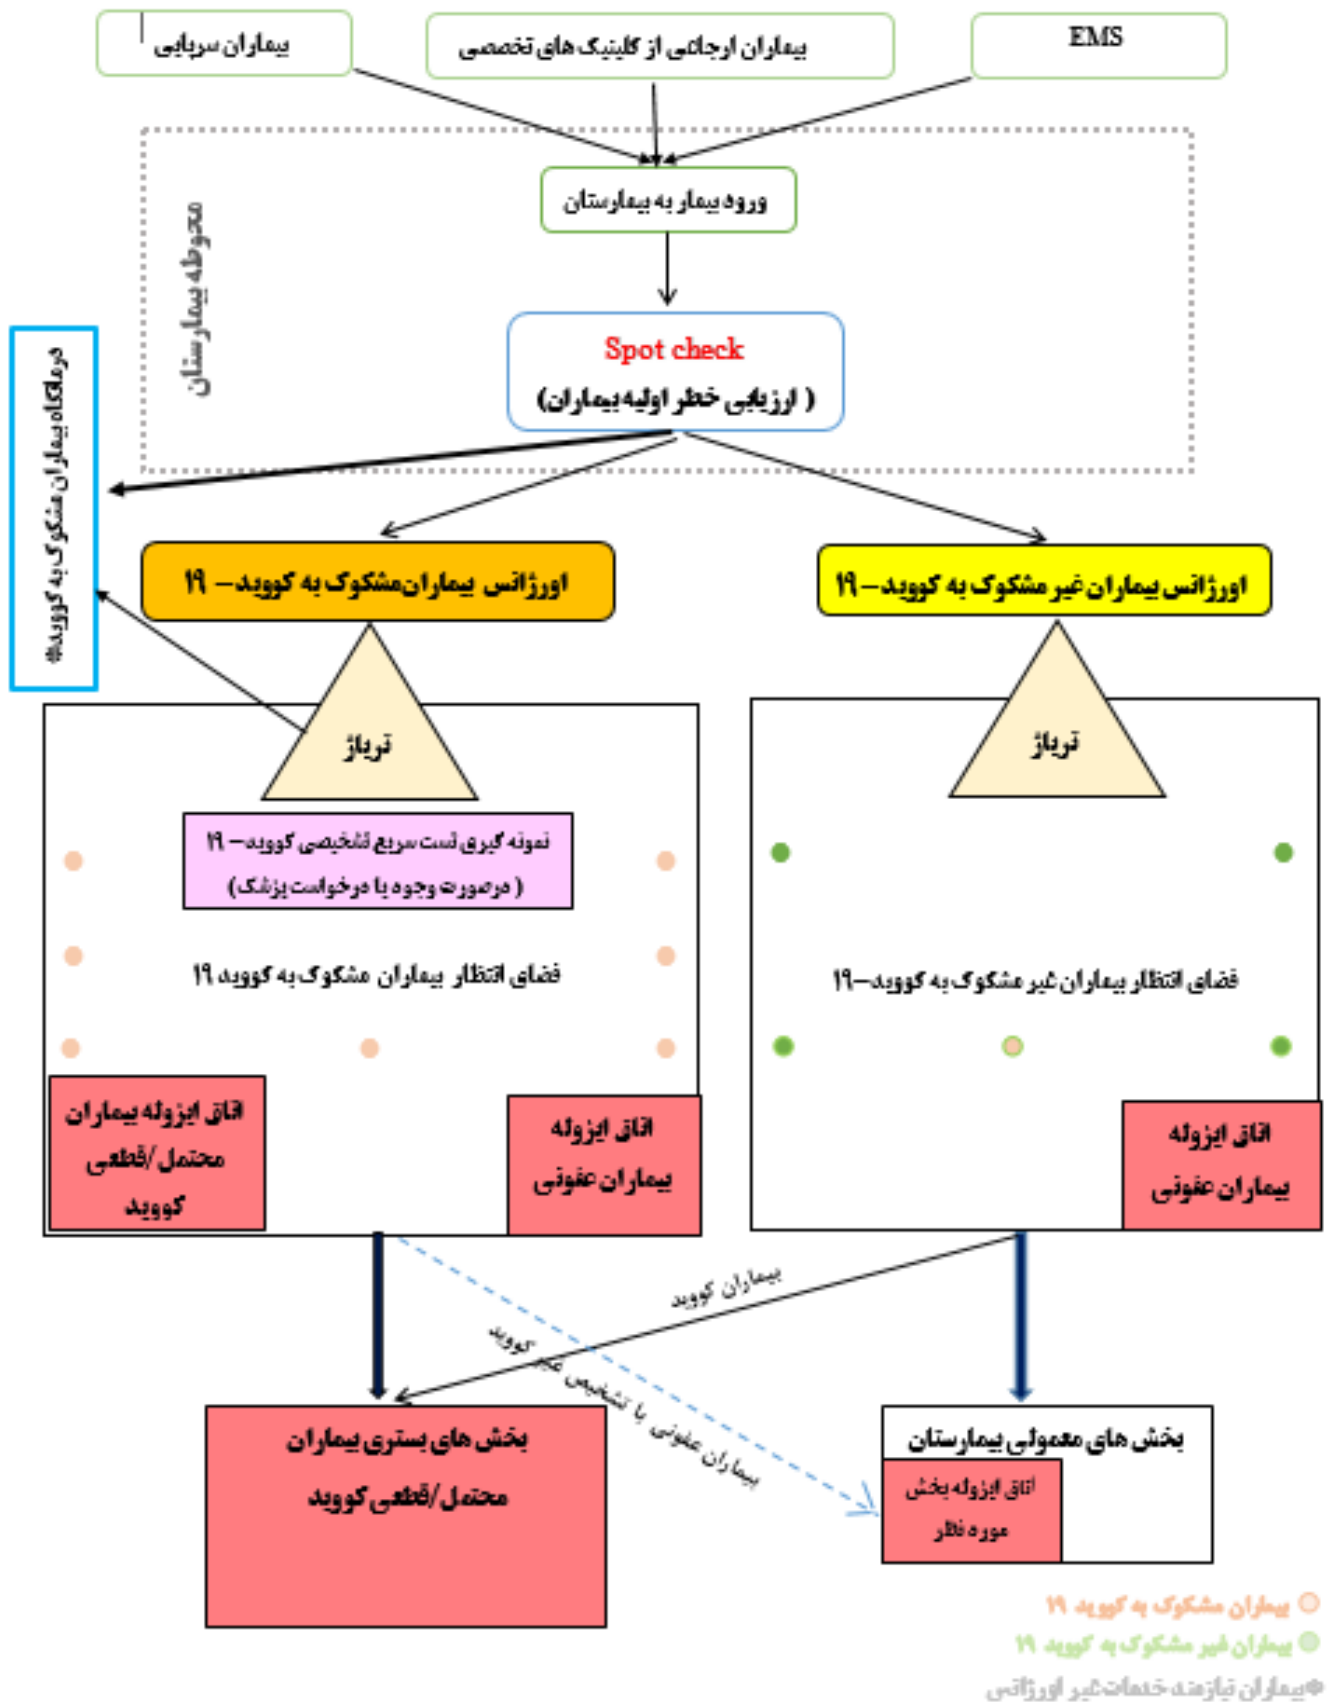 EMS
بیماران ارجاعی از کلینیک های تخصصی
بیماران سرپایی
ورود بیمار به بیمارستان
محوطه بیمارستان
Spot check
( ارزیابی خطر اولیه بیماران)
درمانگاه بیماران مشکوک به کووید*
اورژانس بیماران غیر مشکوک به کووید – ۱۹
اورژانس بیماران مشکوک به کووید – ۱۹
تریاژ
تریاژ
نمونه گیری تست سریع تشخیصی کووید – ۱۹
( درصورت وجود یا درخواست پزشک)
فضای انتظار بیماران غیر مشکوک به کووید–۱۹
فضای انتظار بیماران مشکوک به کووید ۱۹
اتاق ایزوله
بیماران عفونی
اتاق ایزوله
بیماران عفونی
اتاق ایزوله بیماران
محتمل/قطعی
کووید
بیماران کووید
بیماران عفونی با تشخیص غیر کووید
بخش های معمولی بیمارستان
اتاق ایزوله بخش
مورد نظر
بخش های بستری بیماران
محتمل/قطعی کووید
بیماران مشکوک به کووید ۱۹
بیماران غیر مشکوک به کووید ۱۹
*بیماران نیازمند خدمات غیر اورژانسی